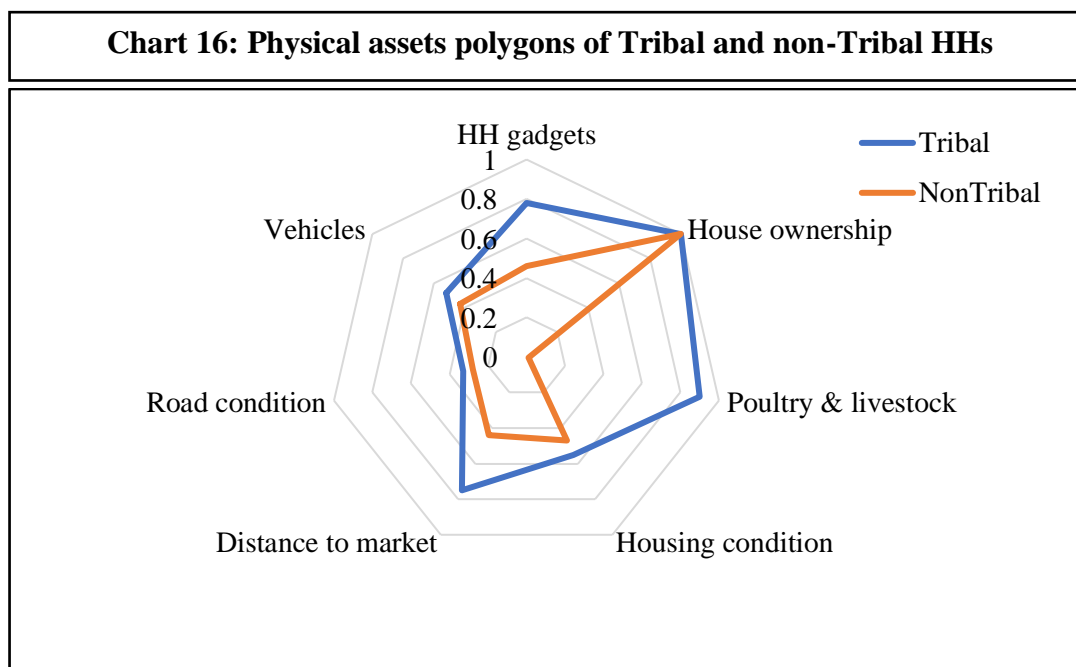 Chart 16: Physical assets polygons of Tribal and non-Tribal HHs
HH gadgets
Tribal
NonTribal
1
0.8
0.6
0.4
0.2
0
Vehicles
House ownership
Road condition
Poultry & livestock
Distance to market
Housing condition